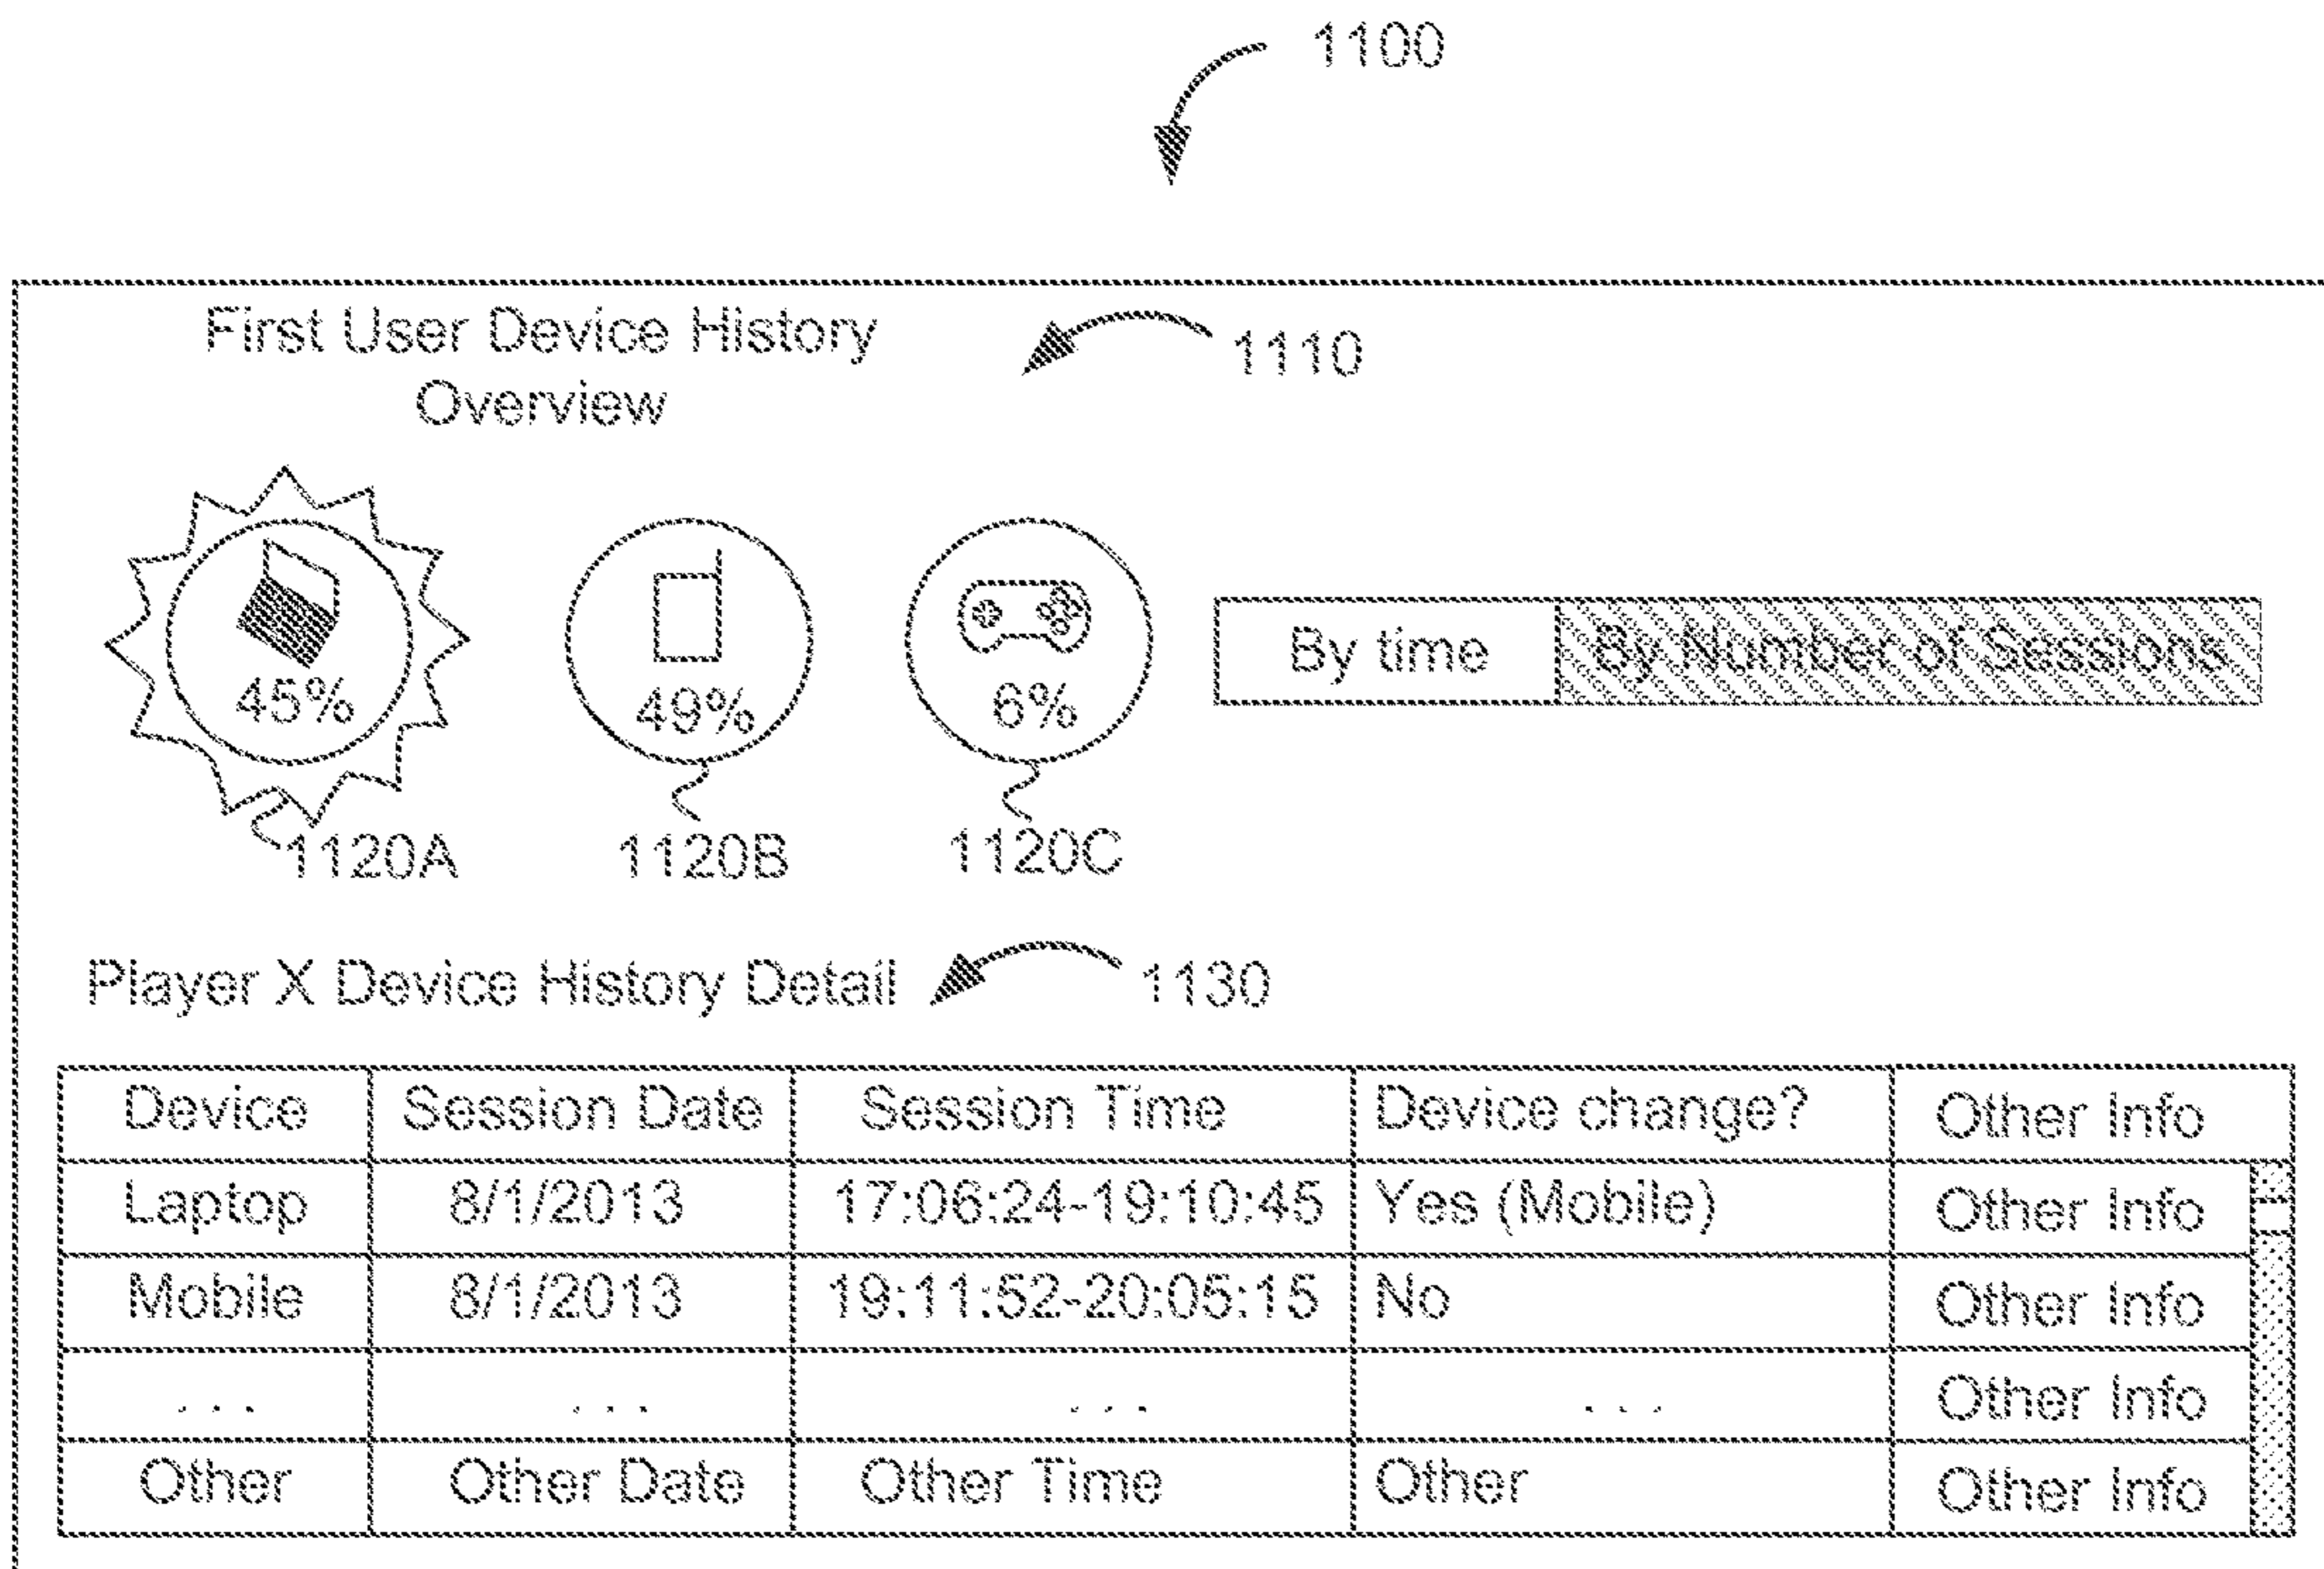 1100
First User Device History
Overview
1110
45%
49%
6%
By time
By Number of Sessions
1120A
1120B
1120C
Player X Device History Detail
1130
Device Session Date Session Time Device change? Other Info
Laptop 8/1/2013 17:06:24-19:10:45 Yes (Mobile) Other Info
Mobile 8/1/2013 19:11:52-20:05:15 No Other Info
. . . . . . . . . . . . Other Info
Other Other Date Other Time Other Other Info